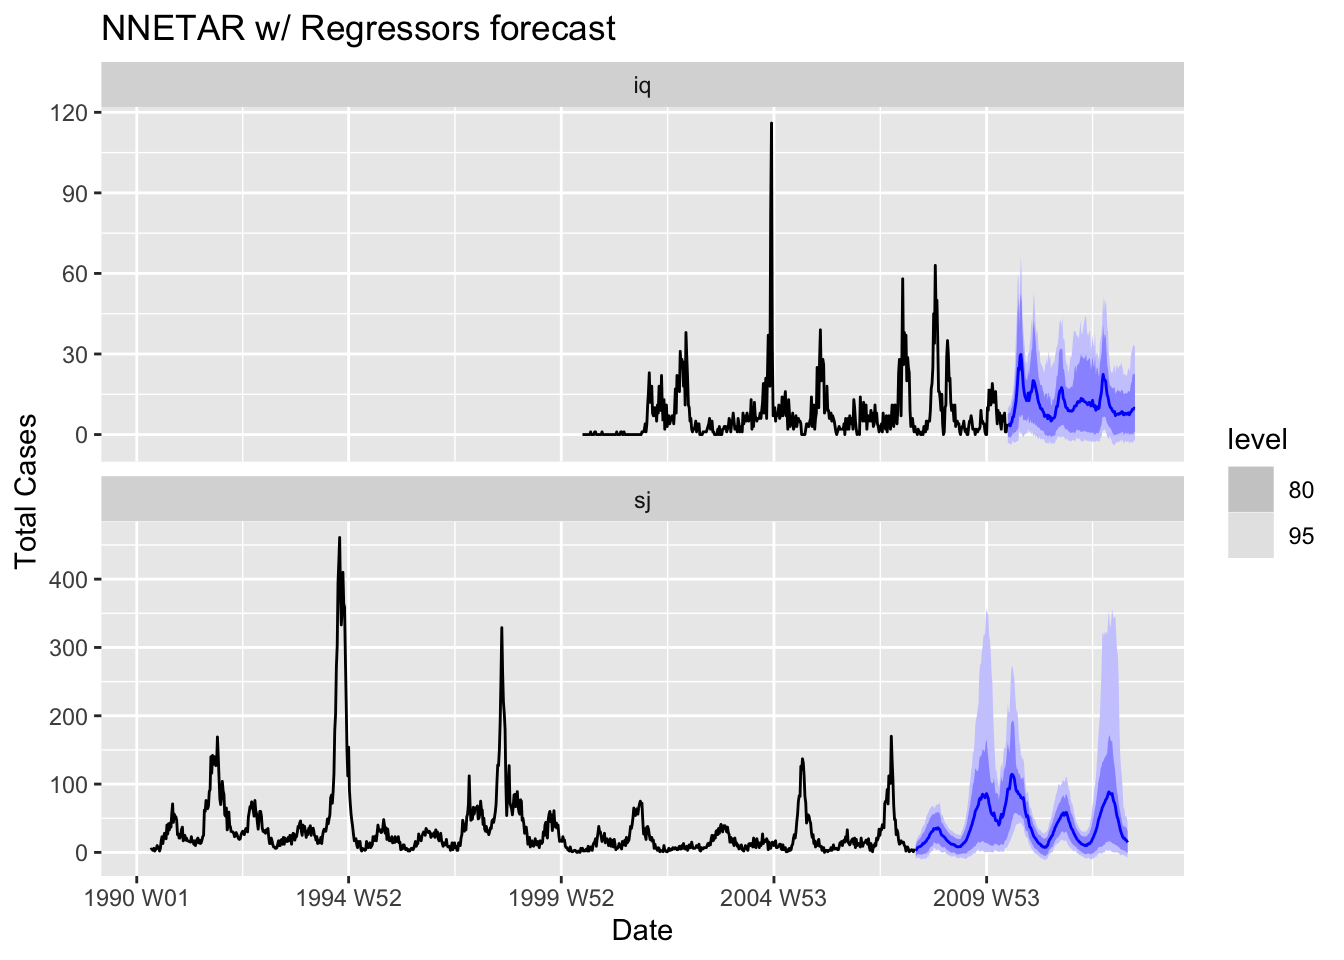 NNETAR w/ Regressors forecast
iq
120
90
60
30
0
sj
400
300
200
100
0
1990 W01 1994 W52 1999 W52 2004 W53 2009 W53
Date
Total Cases
level
80
95